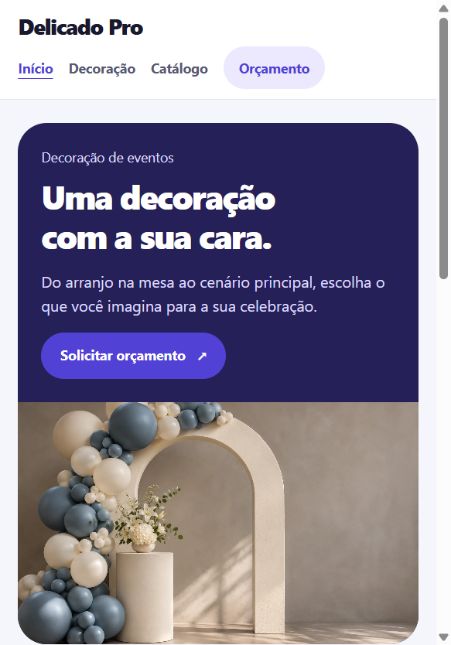 Delicado Pro
Início Decoração Catálogo Orçamento
Decoração de eventos
Uma decoração
com a sua cara.
Do arranjo na mesa ao cenário principal, escolha o
que você imagina para a sua celebração.
Solicitar orçamento ↗